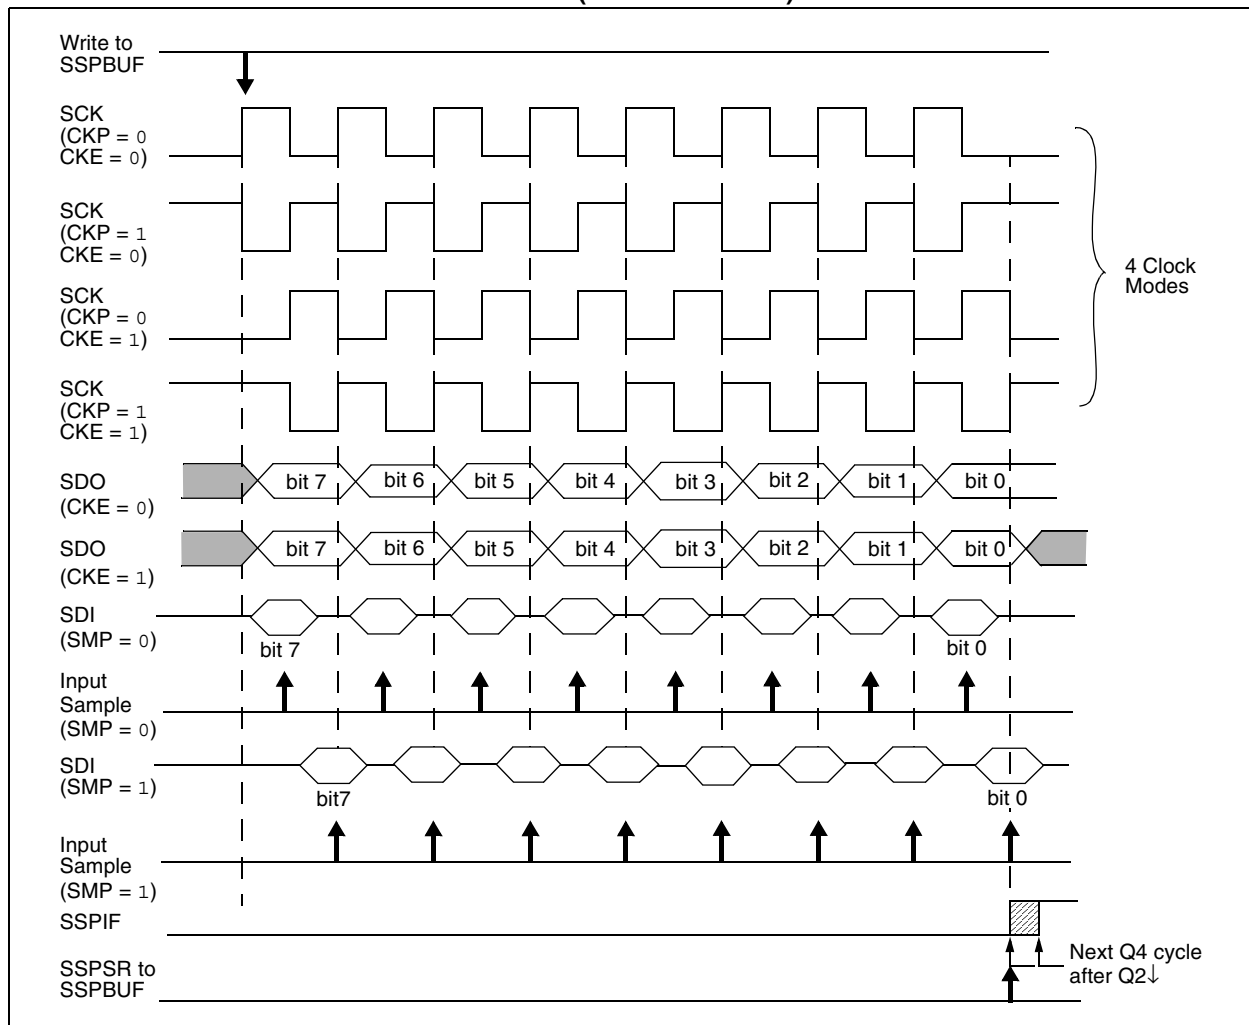 Write to
SSPBUF
SCK
(CKP = 0
CKE = 0)
SCK
(CKP = 1
CKE = 0)
SCK
(CKP = 0
CKE = 1)
SCK
(CKP = 1
CKE = 1)
4 Clock
Modes
SDO
(CKE = 0)
bit 7 bit 6 bit 5 bit 4 bit 3 bit 2 bit 1 bit 0
SDO
(CKE = 1)
bit 7 bit 6 bit 5 bit 4 bit 3 bit 2 bit 1 bit 0
SDI
(SMP = 0)
bit 7 bit 0
Input
Sample
(SMP = 0)
SDI
(SMP = 1)
bit7 bit 0
Input
Sample
(SMP = 1)
SSPIF
SSPSR to
SSPBUF
Next Q4 cycle
after Q2↓